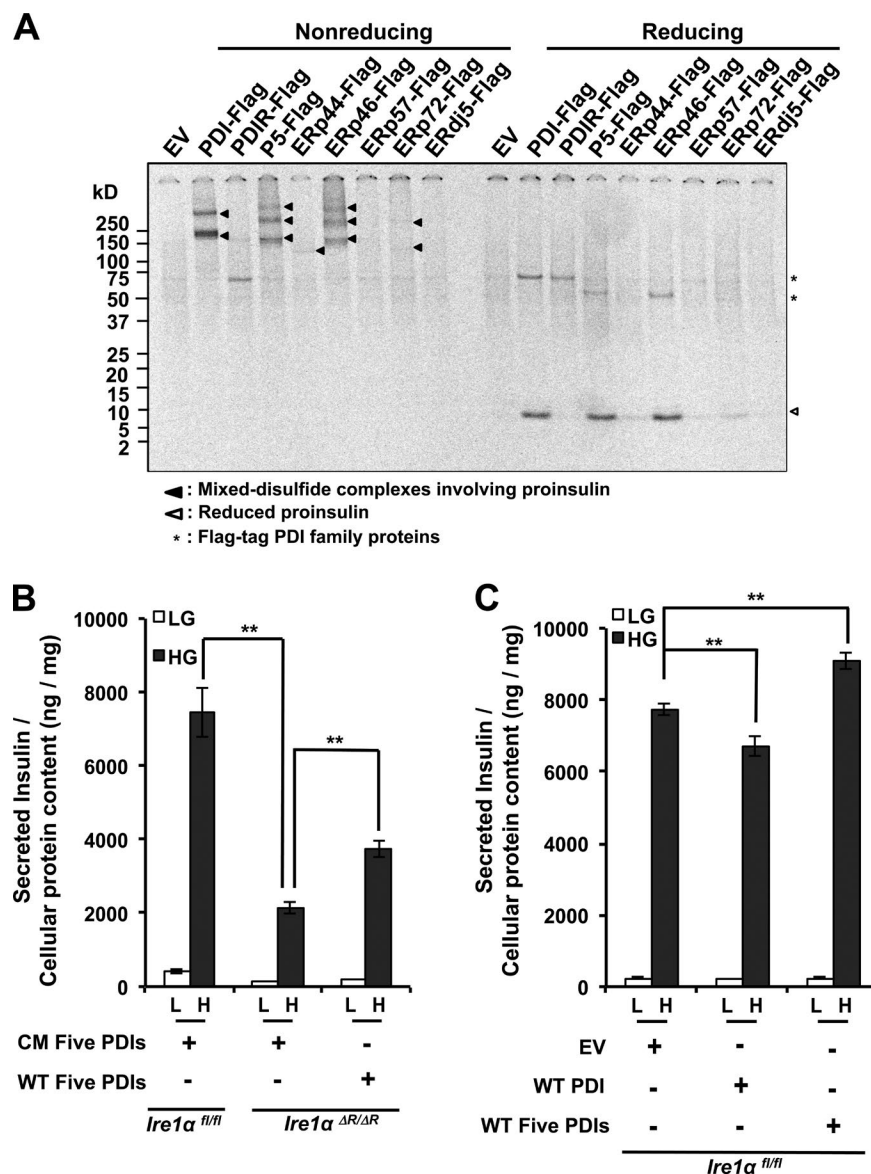 A
Nonreducing Reducing
EV PDI-Flag PDIR-Flag P5-Flag ERp44-Flag ERp46-Flag ERp57-Flag ERp72-Flag ERdj5-Flag EV PDI-Flag PDIR-Flag P5-Flag ERp44-Flag ERp46-Flag ERp57-Flag ERp72-Flag ERdj5-Flag
kD
250
150
100
75
50
37
25
20
15
10
5
2
*
*
◄ : Mixed-disulfide complexes involving proinsulin
◁ : Reduced proinsulin
* : Flag-tag PDI family proteins
B
Secreted Insulin /
Cellular protein content (ng / mg)
10000
8000
6000
4000
2000
0
LG
HG
**
**
L H L H L H
CM Five PDIs + + -
WT Five PDIs - - +
Ire1α fl/fl Ire1α ΔR/ΔR
C
Secreted Insulin /
Cellular protein content (ng / mg)
10000
8000
6000
4000
2000
0
LG
HG
**
**
L H L H L H
EV + - -
WT PDI - + -
WT Five PDIs - - +
Ire1α fl/fl